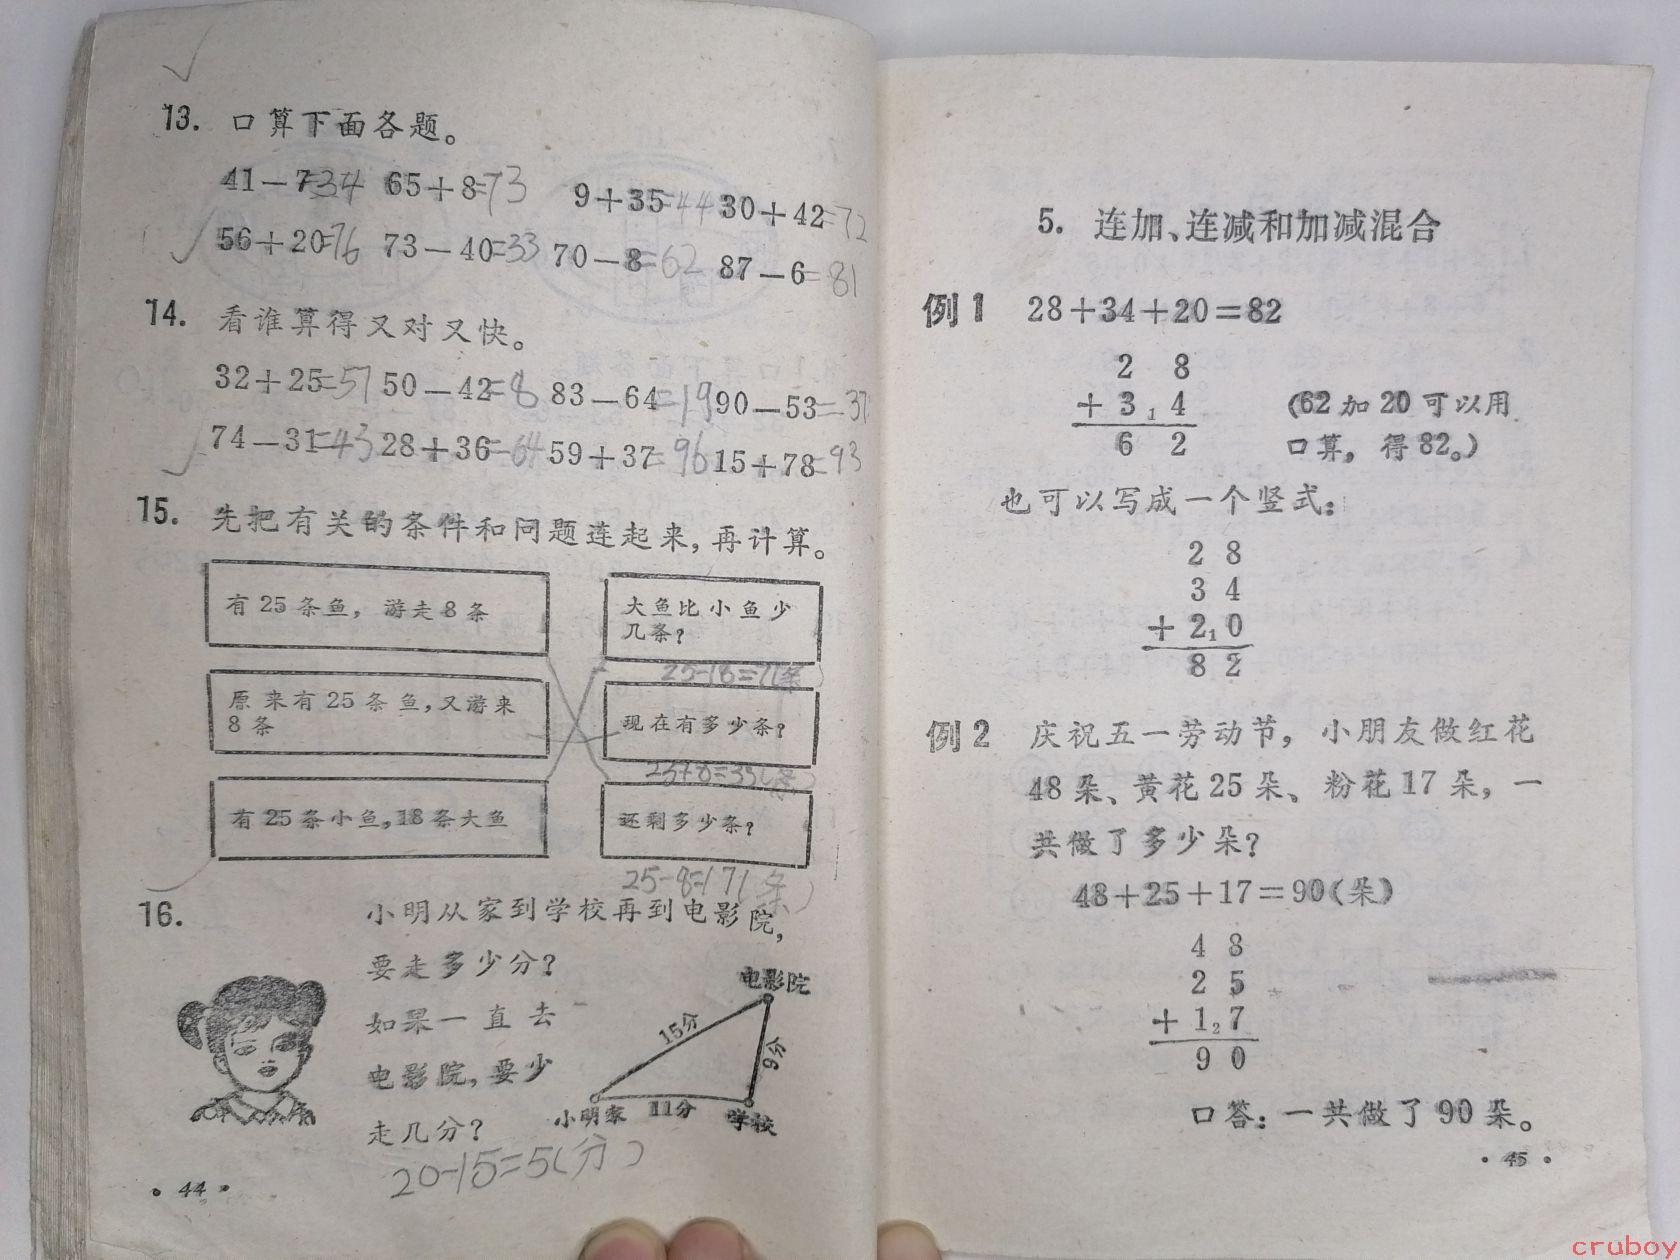 13. 口算下面各题。
41－7=34 65＋8=73 9＋35=44 30＋42=72
56＋20=76 73－40=33 70－8=62 87－6=81
14. 看谁算得又对又快。
32＋25=57 50－42=8 83－64=19 90－53=37
74－31=43 28＋36=64 59＋37=96 15＋78=93
15. 先把有关的条件和问题连起来,再计算。
有25条鱼，游走8条
大鱼比小鱼少
几条?
25-18=7(条)
原来有25条鱼,又游来
8条
现在有多少条?
25+8=33(条)
有25条小鱼,18条大鱼
还剩多少条?
25-8=17(条)
16. 小明从家到学校再到电影院,
要走多少分?
如果一直去
电影院,要少
走几分?
电影院
15分
9分
小明家 11分 学校
20-15=5(分)
• 44 •
5. 连加、连减和加减混合
例1 28＋34＋20＝82
2 8
＋3₁4
6 2
(62加20可以用
口算，得82。)
也可以写成一个竖式:
2 8
3 4
＋2₁0
8 2
例2 庆祝五一劳动节，小朋友做红花
48朵、黄花25朵、粉花17朵，一
共做了多少朵?
48＋25＋17＝90(朵)
4 8
2 5
＋1₂7
9 0
口答：一共做了90朵。
• 45 •
cruboy